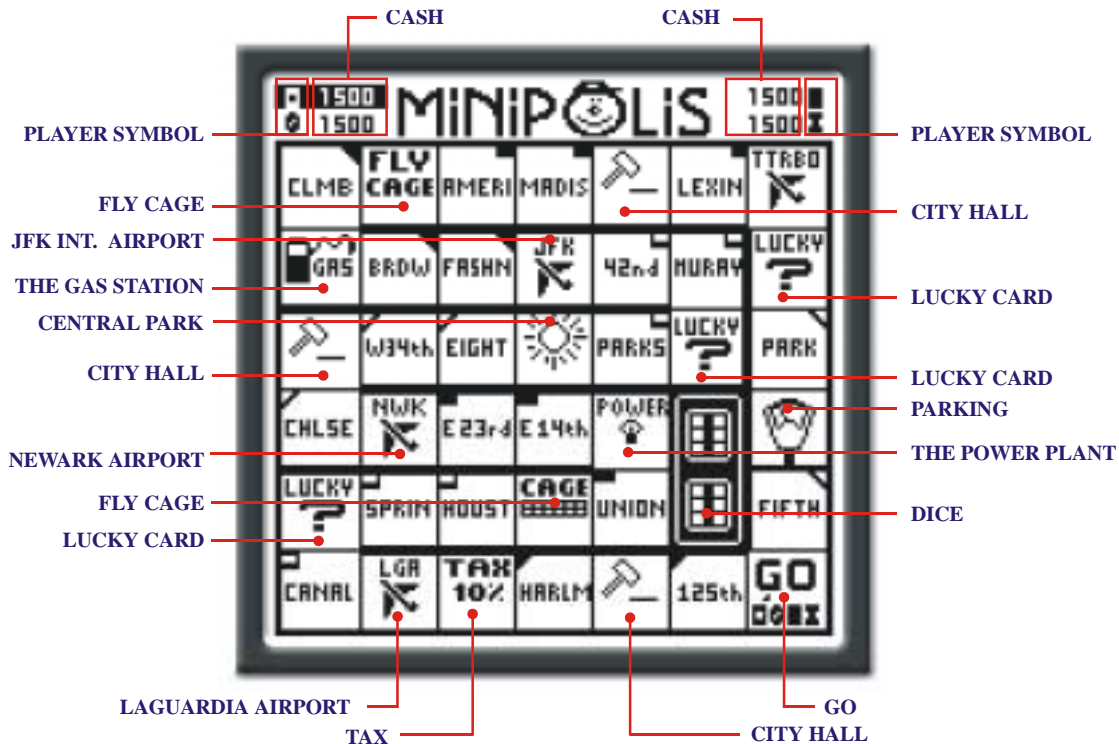 CASH CASH
1500 MiNiPOLiS 1500
1500 1500
PLAYER SYMBOL PLAYER SYMBOL
CLMB FLY CAGE AMERI MADIS LEXIN TTRBO
FLY CAGE CITY HALL
JFK INT. AIRPORT
GAS BRDW FASHN JFK 42nd MURAY LUCKY ?
THE GAS STATION LUCKY CARD
CENTRAL PARK
W34th EIGHT PARKS LUCKY ? PARK
CITY HALL LUCKY CARD
PARKING
CHLSE NWK E23rd E14th POWER
NEWARK AIRPORT THE POWER PLANT
LUCKY ? SPRIN HOUST CAGE UNION FIFTH
FLY CAGE DICE
LUCKY CARD
CANAL LGA TAX 10% HARLM 125th GO
LAGUARDIA AIRPORT GO
TAX CITY HALL